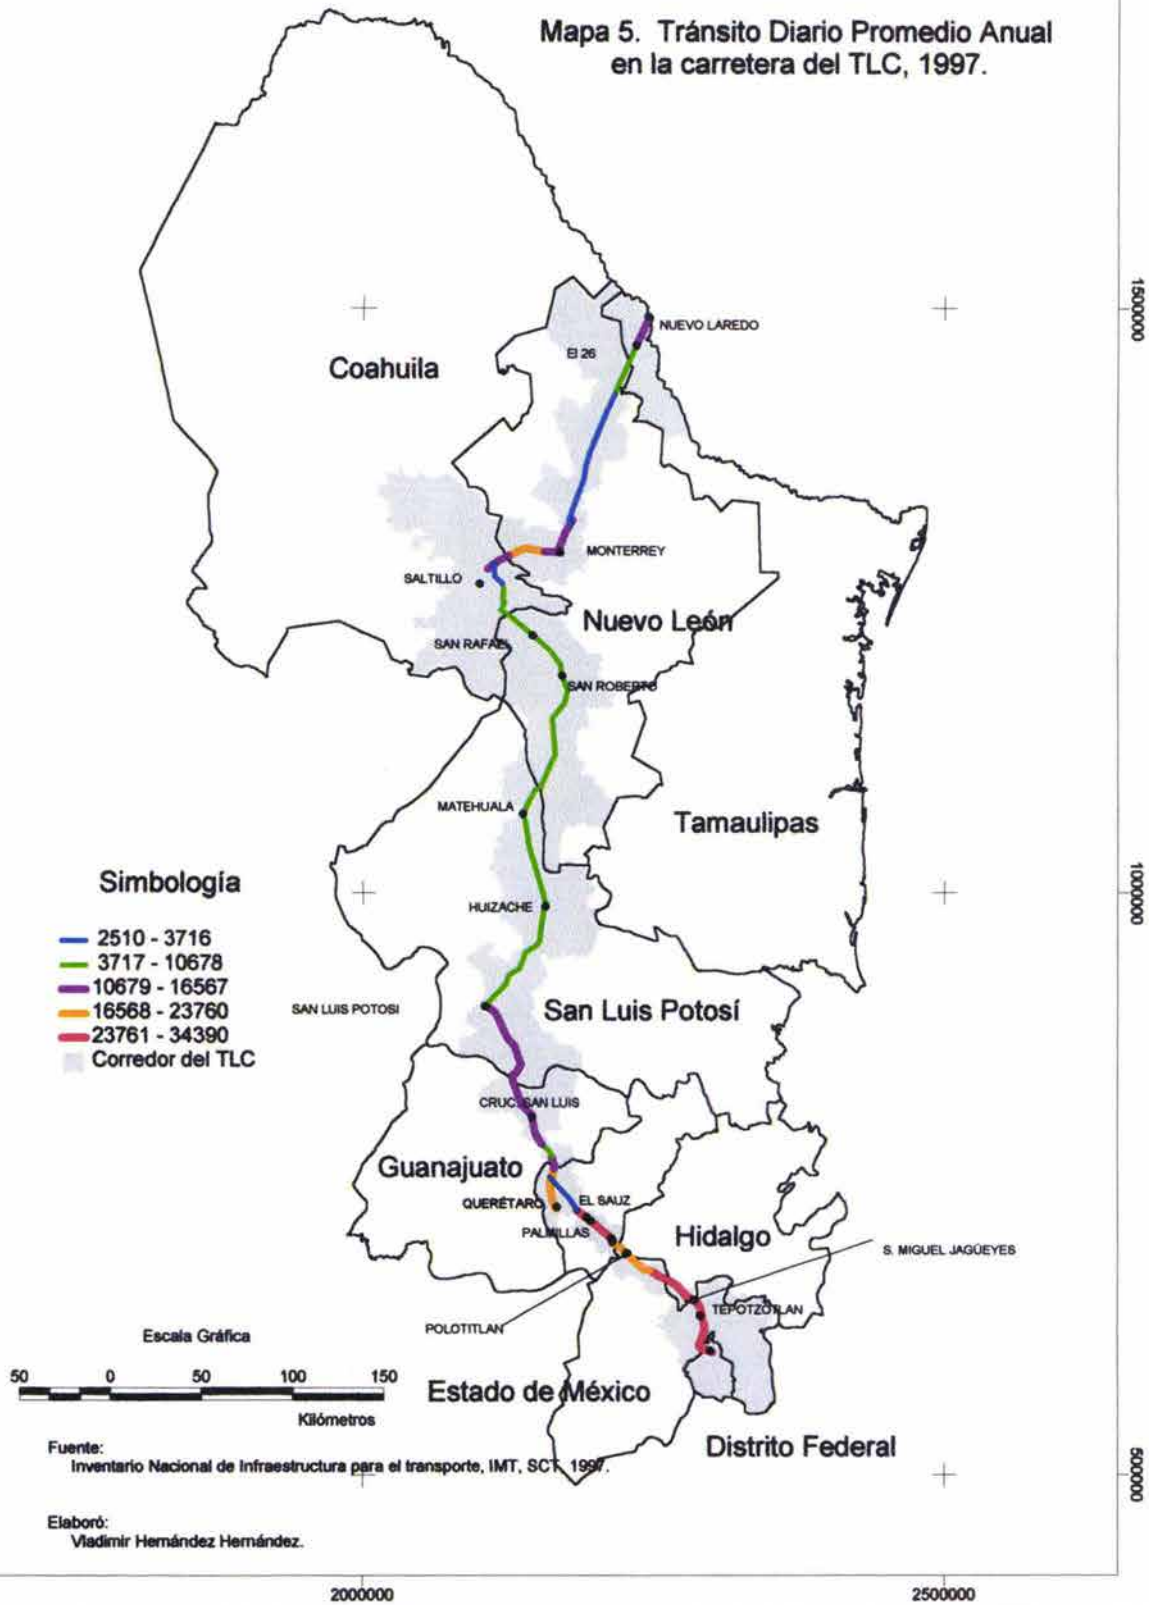 Mapa 5. Tránsito Diario Promedio Anual
en la carretera del TLC, 1997.
1500000
NUEVO LAREDO
El 26
Coahuila
MONTERREY
SALTILLO
Nuevo León
SAN RAFAEL
SAN ROBERTO
MATEHUALA
Tamaulipas
Simbología
HUIZACHE
1000000
2510 - 3716
3717 - 10678
10679 - 16567
16568 - 23760
23761 - 34390
Corredor del TLC
SAN LUIS POTOSI
San Luis Potosí
CRUC. SAN LUIS
Guanajuato
QUERÉTARO
EL SAUZ
PALMILLAS
Hidalgo
S. MIGUEL JAGÜEYES
TEPOTZOTLAN
POLOTITLAN
Escala Gráfica
50 0 50 100 150
Kilómetros
Estado de México
Distrito Federal
Fuente:
Inventario Nacional de Infraestructura para el transporte, IMT, SCT, 1997.
500000
Elaboró:
Vladimir Hernández Hernández.
2000000 2500000